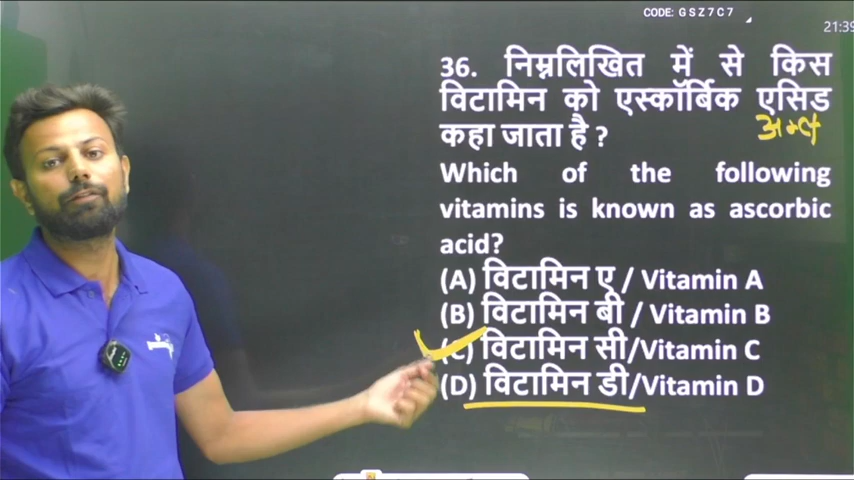 CODE: GSZ7C7
21:39
36. निम्नलिखित में से किस
विटामिन को एस्कॉर्बिक एसिड
अम्ल
कहा जाता है ?
Which of the following
vitamins is known as ascorbic
acid?
(A) विटामिन ए / Vitamin A
(B) विटामिन बी / Vitamin B
(C) विटामिन सी/Vitamin C
(D) विटामिन डी/Vitamin D